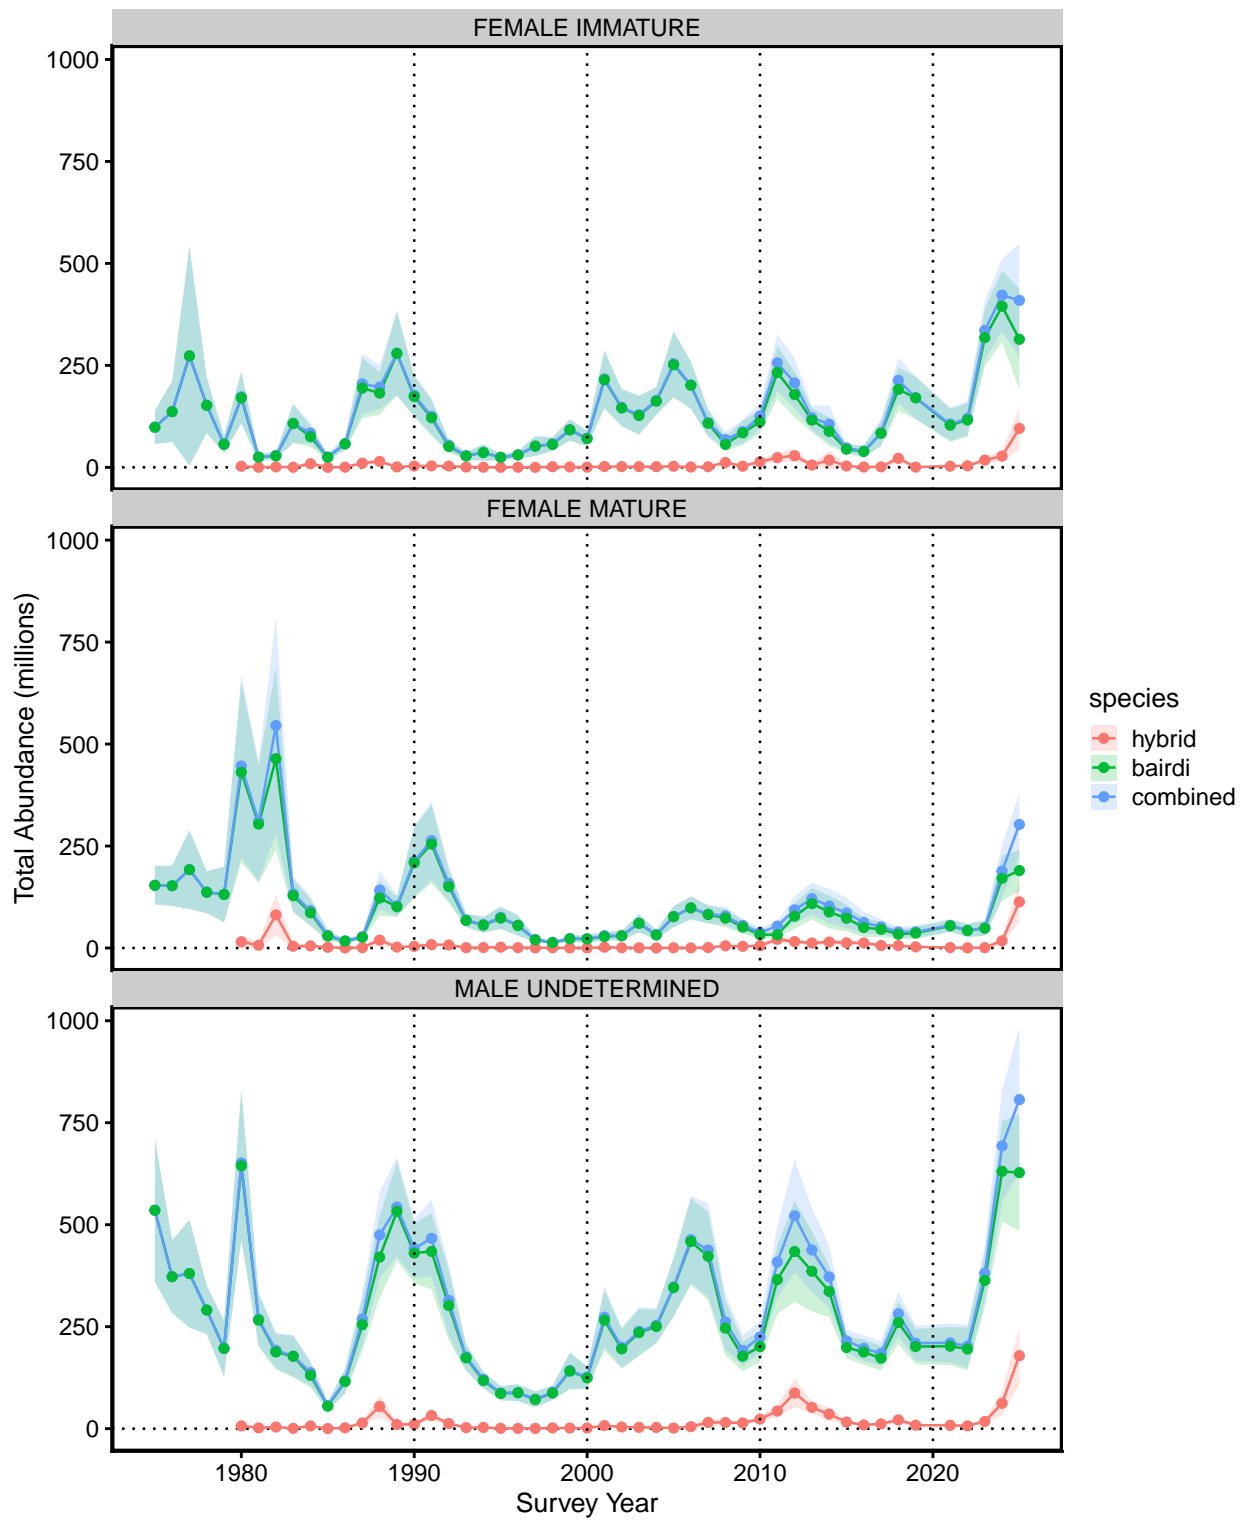 FEMALE IMMATURE
1000
750
500
250
0
FEMALE MATURE
1000
750
500
250
0
MALE UNDETERMINED
1000
750
500
250
0
1980 1990 2000 2010 2020
Survey Year
Total Abundance (millions)
species
hybrid
bairdi
combined